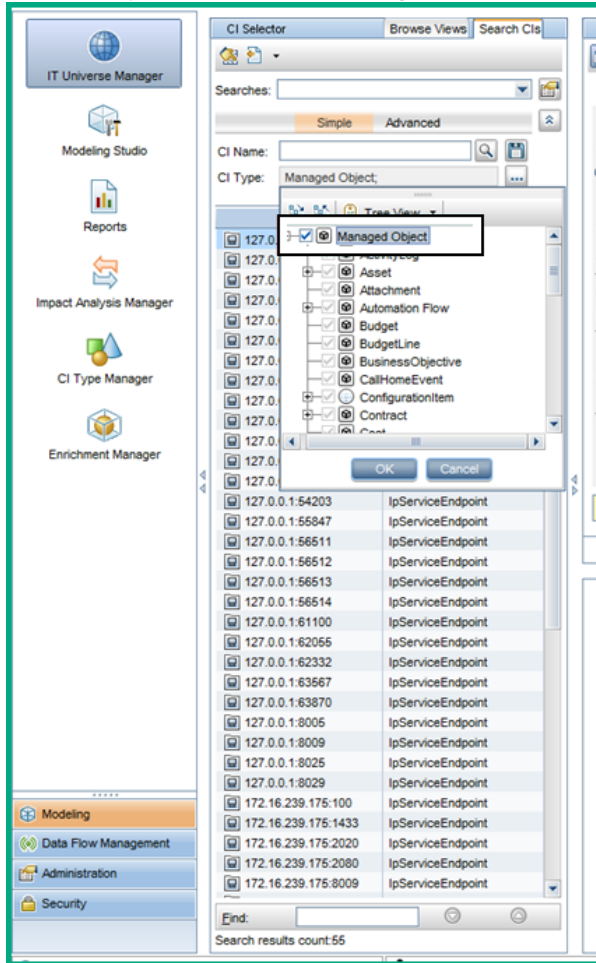 IT Universe Manager
Modeling Studio
Reports
Impact Analysis Manager
CI Type Manager
Enrichment Manager
Modeling
Data Flow Management
Administration
Security
CI Selector
Browse Views
Search CIs
Searches:
Simple
Advanced
CI Name:
CI Type:
Managed Object;
...
Tree View
Managed Object
ActivityLog
Asset
Attachment
Automation Flow
Budget
BudgetLine
BusinessObjective
CallHomeEvent
ConfigurationItem
Contract
Cost
OK
Cancel
127.0.0.1:54203 IpServiceEndpoint
127.0.0.1:55847 IpServiceEndpoint
127.0.0.1:56511 IpServiceEndpoint
127.0.0.1:56512 IpServiceEndpoint
127.0.0.1:56513 IpServiceEndpoint
127.0.0.1:56514 IpServiceEndpoint
127.0.0.1:61100 IpServiceEndpoint
127.0.0.1:62055 IpServiceEndpoint
127.0.0.1:62332 IpServiceEndpoint
127.0.0.1:63567 IpServiceEndpoint
127.0.0.1:63870 IpServiceEndpoint
127.0.0.1:8005 IpServiceEndpoint
127.0.0.1:8009 IpServiceEndpoint
127.0.0.1:8025 IpServiceEndpoint
127.0.0.1:8029 IpServiceEndpoint
172.16.239.175:100 IpServiceEndpoint
172.16.239.175:1433 IpServiceEndpoint
172.16.239.175:2020 IpServiceEndpoint
172.16.239.175:2080 IpServiceEndpoint
172.16.239.175:8009 IpServiceEndpoint
Find:
Search results count:55